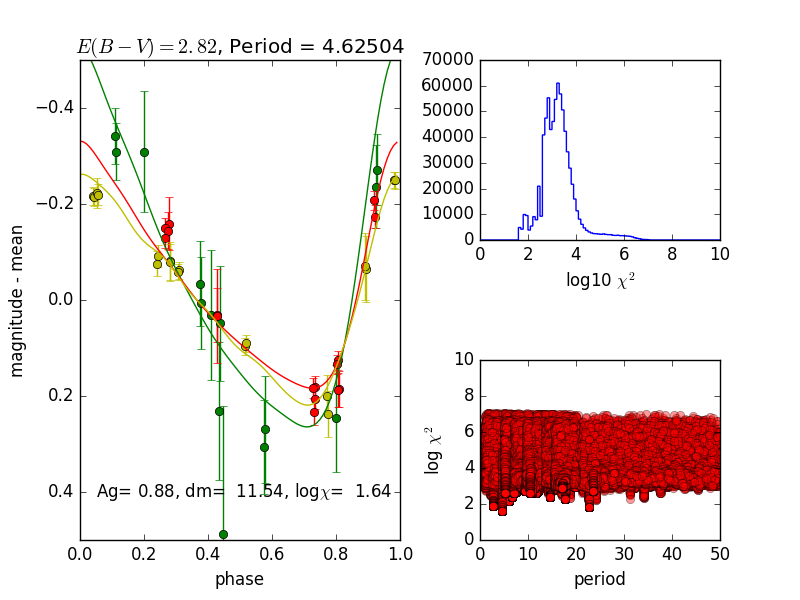 E(B−V)=2.82, Period = 4.62504
−0.4
−0.2
0.0
0.2
0.4
magnitude - mean
Ag= 0.88, dm= 11.54, logχ= 1.64
0.0 0.2 0.4 0.6 0.8 1.0
phase
70000
60000
50000
40000
30000
20000
10000
0
0 2 4 6 8 10
log10 χ²
10
8
6
4
2
0
log χ²
0 10 20 30 40 50
period